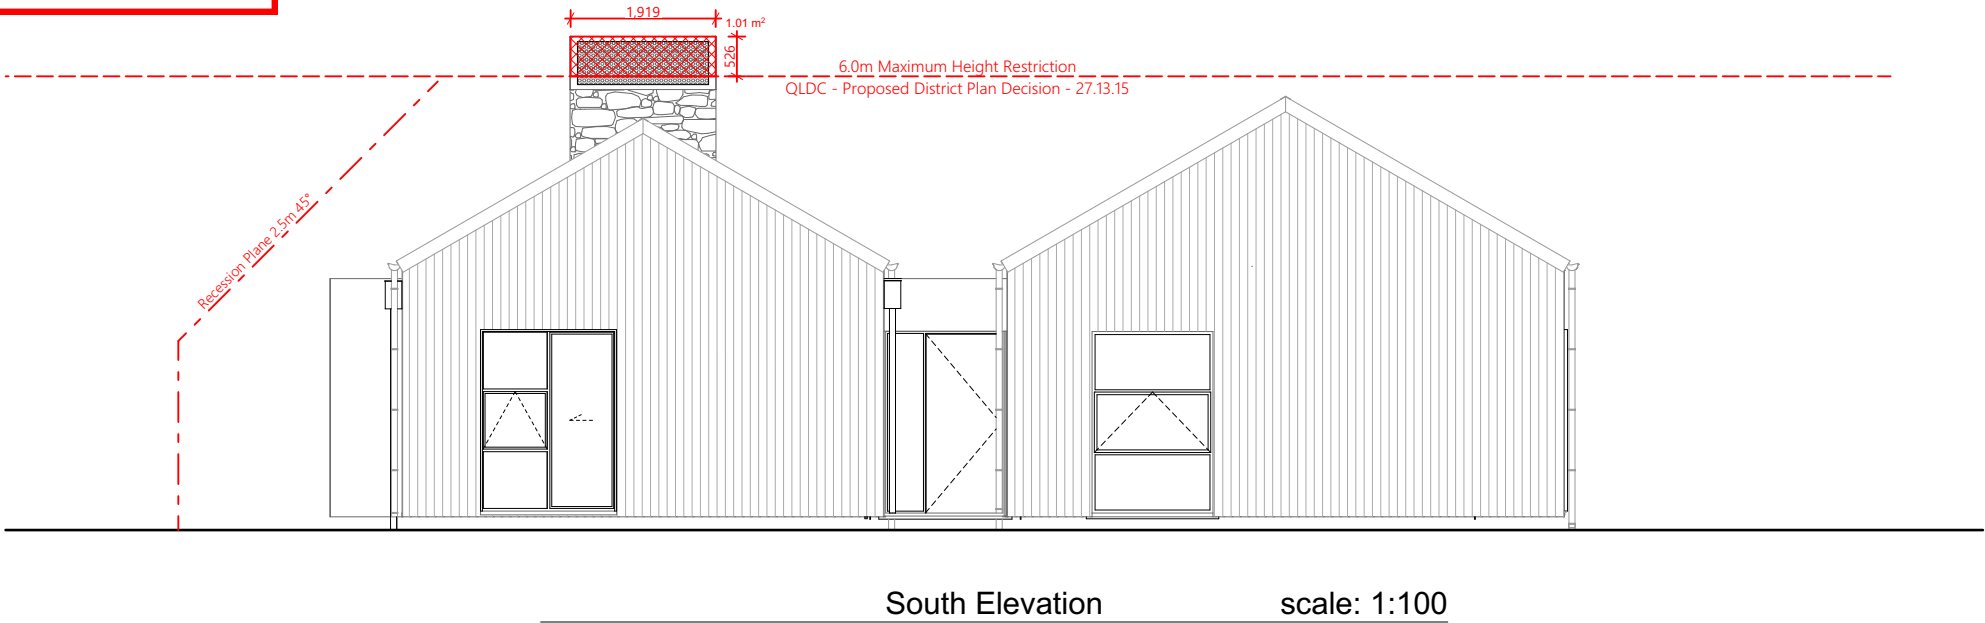 1,919
1.01 m²
526
6.0m Maximum Height Restriction
QLDC - Proposed District Plan Decision - 27.13.15
Recession Plane 2.5m 45°
South Elevation scale: 1:100